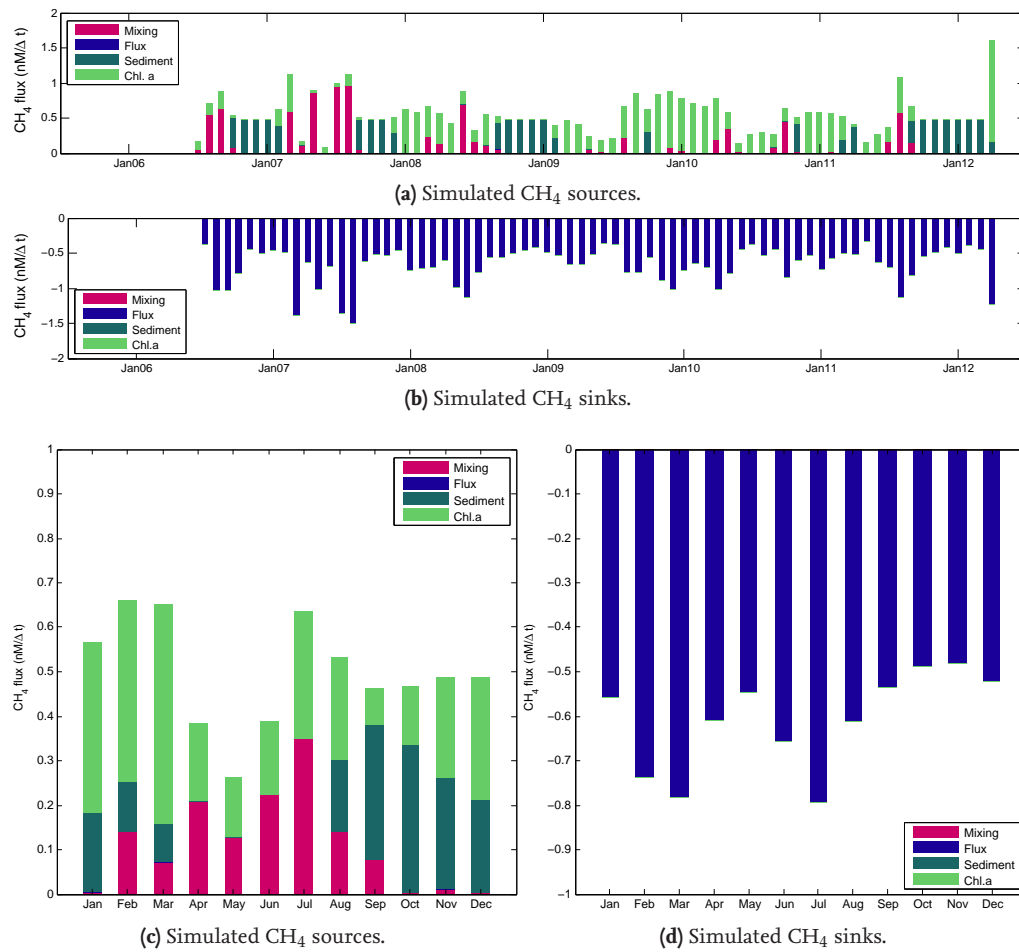 CH4 flux (nM/Δ t)
2
1.5
1
0.5
0
Mixing
Flux
Sediment
Chl. a
Jan06 Jan07 Jan08 Jan09 Jan10 Jan11 Jan12
(a) Simulated CH4 sources.
CH4 flux (nM/Δ t)
0
−0.5
−1
−1.5
−2
Mixing
Flux
Sediment
Chl.a
Jan06 Jan07 Jan08 Jan09 Jan10 Jan11 Jan12
(b) Simulated CH4 sinks.
CH4 flux (nM/Δ t)
1
0.9
0.8
0.7
0.6
0.5
0.4
0.3
0.2
0.1
0
Mixing
Flux
Sediment
Chl.a
Jan Feb Mar Apr May Jun Jul Aug Sep Oct Nov Dec
(c) Simulated CH4 sources.
CH4 flux (nM/Δ t)
0
−0.1
−0.2
−0.3
−0.4
−0.5
−0.6
−0.7
−0.8
−0.9
−1
Mixing
Flux
Sediment
Chl.a
Jan Feb Mar Apr May Jun Jul Aug Sep Oct Nov Dec
(d) Simulated CH4 sinks.